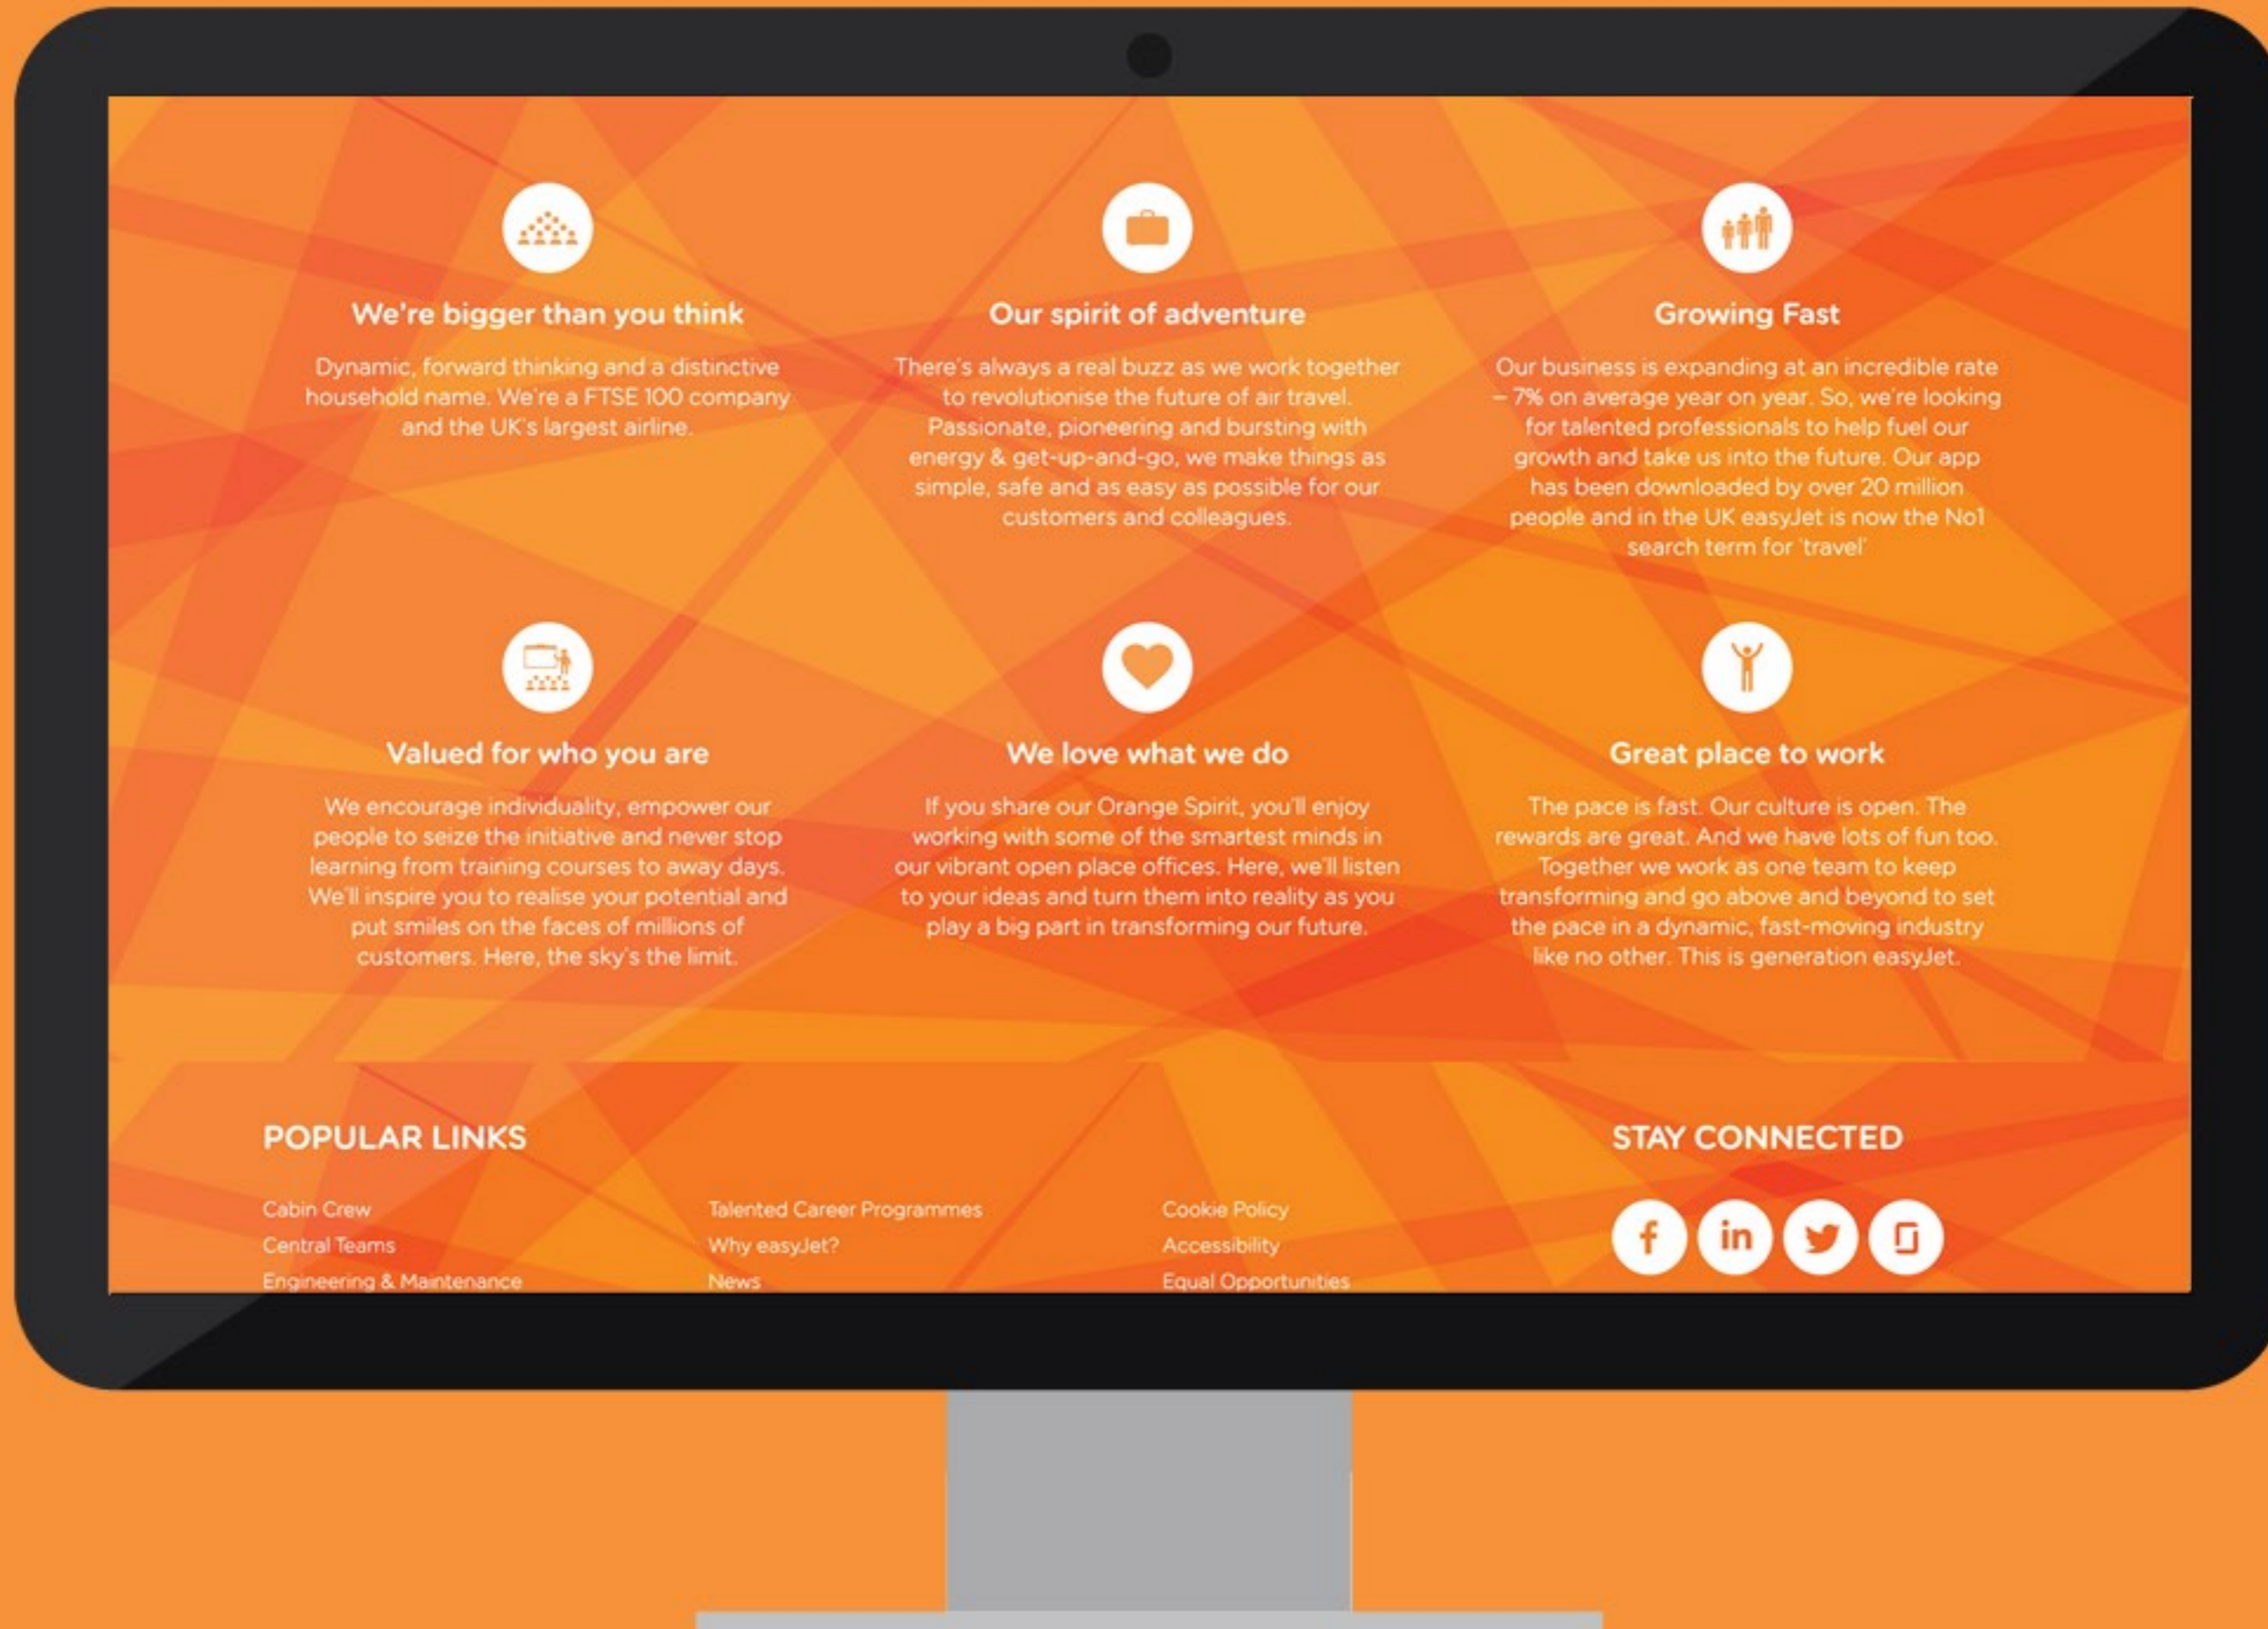 We're bigger than you think
Dynamic, forward thinking and a distinctive
household name. We're a FTSE 100 company
and the UK's largest airline.
Our spirit of adventure
There's always a real buzz as we work together
to revolutionise the future of air travel.
Passionate, pioneering and bursting with
energy & get-up-and-go, we make things as
simple, safe and as easy as possible for our
customers and colleagues.
Growing Fast
Our business is expanding at an incredible rate
– 7% on average year on year. So, we're looking
for talented professionals to help fuel our
growth and take us into the future. Our app
has been downloaded by over 20 million
people and in the UK easyJet is now the No1
search term for 'travel'
Valued for who you are
We encourage individuality, empower our
people to seize the initiative and never stop
learning from training courses to away days.
We'll inspire you to realise your potential and
put smiles on the faces of millions of
customers. Here, the sky's the limit.
We love what we do
If you share our Orange Spirit, you'll enjoy
working with some of the smartest minds in
our vibrant open place offices. Here, we'll listen
to your ideas and turn them into reality as you
play a big part in transforming our future.
Great place to work
The pace is fast. Our culture is open. The
rewards are great. And we have lots of fun too.
Together we work as one team to keep
transforming and go above and beyond to set
the pace in a dynamic, fast-moving industry
like no other. This is generation easyJet.
POPULAR LINKS
Cabin Crew
Central Teams
Engineering & Maintenance
Talented Career Programmes
Why easyJet?
News
Cookie Policy
Accessibility
Equal Opportunities
STAY CONNECTED
f
in